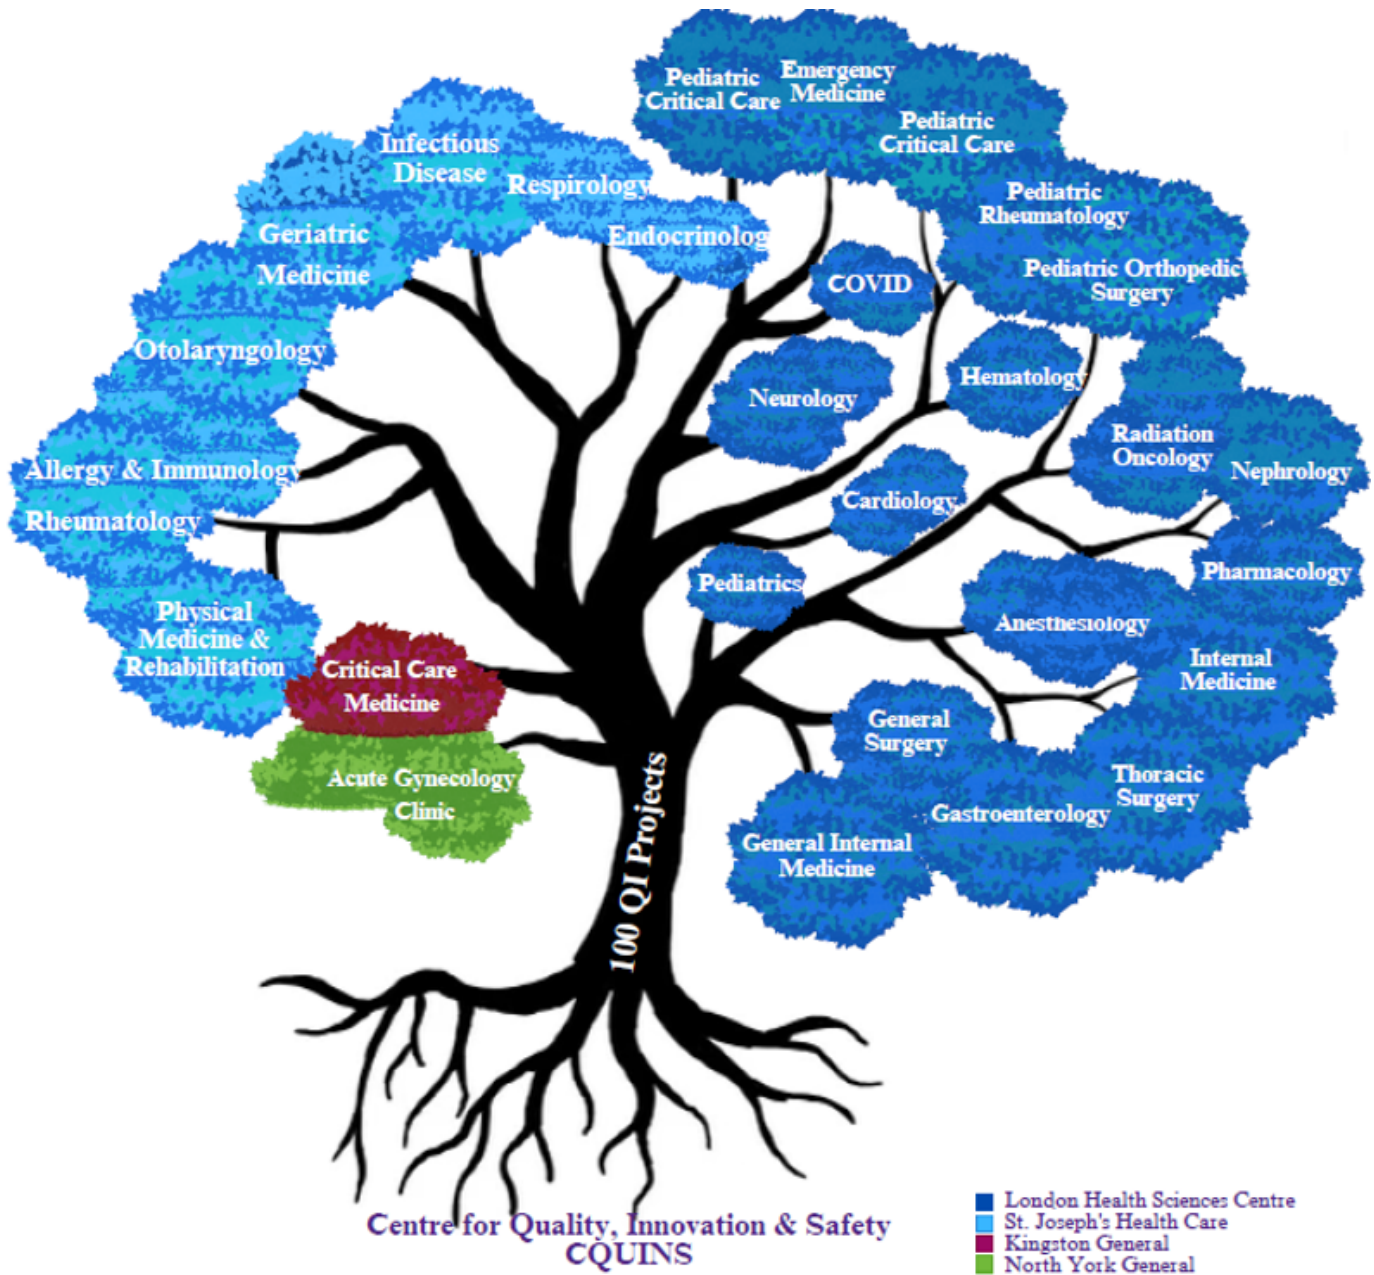 Pediatric
Critical Care
Emergency
Medicine
Pediatric
Critical Care
Infectious
Disease
Respirology
Endocrinolog
Pediatric
Rheumatology
Geriatric
Medicine
Pediatric Orthopedic
Surgery
COVID
Otolaryngology
Neurology
Hematology
Radiation
Oncology
Nephrology
Allergy & Immunology
Rheumatology
Cardiology
Pediatrics
Pharmacology
Physical
Medicine &
Rehabilitation
Anesthesiology
Internal
Medicine
Critical Care
Medicine
General
Surgery
Acute Gynecology
Clinic
Thoracic
Surgery
Gastroenterology
General Internal
Medicine
100 QI Projects
Centre for Quality, Innovation & Safety
CQUINS
London Health Sciences Centre
St. Joseph's Health Care
Kingston General
North York General